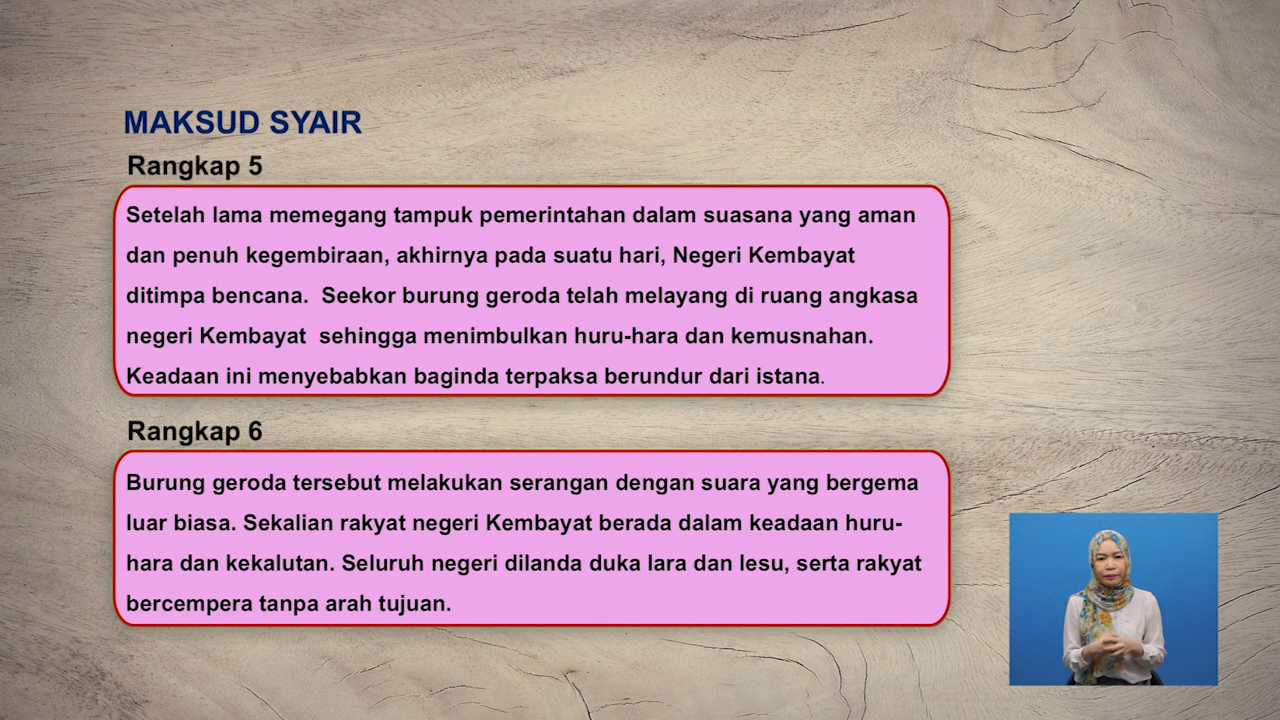 MAKSUD SYAIR
Rangkap 5
Setelah lama memegang tampuk pemerintahan dalam suasana yang aman
dan penuh kegembiraan, akhirnya pada suatu hari, Negeri Kembayat
ditimpa bencana.  Seekor burung geroda telah melayang di ruang angkasa
negeri Kembayat  sehingga menimbulkan huru-hara dan kemusnahan.
Keadaan ini menyebabkan baginda terpaksa berundur dari istana.
Rangkap 6
Burung geroda tersebut melakukan serangan dengan suara yang bergema
luar biasa. Sekalian rakyat negeri Kembayat berada dalam keadaan huru-
hara dan kekalutan. Seluruh negeri dilanda duka lara dan lesu, serta rakyat
bercempera tanpa arah tujuan.